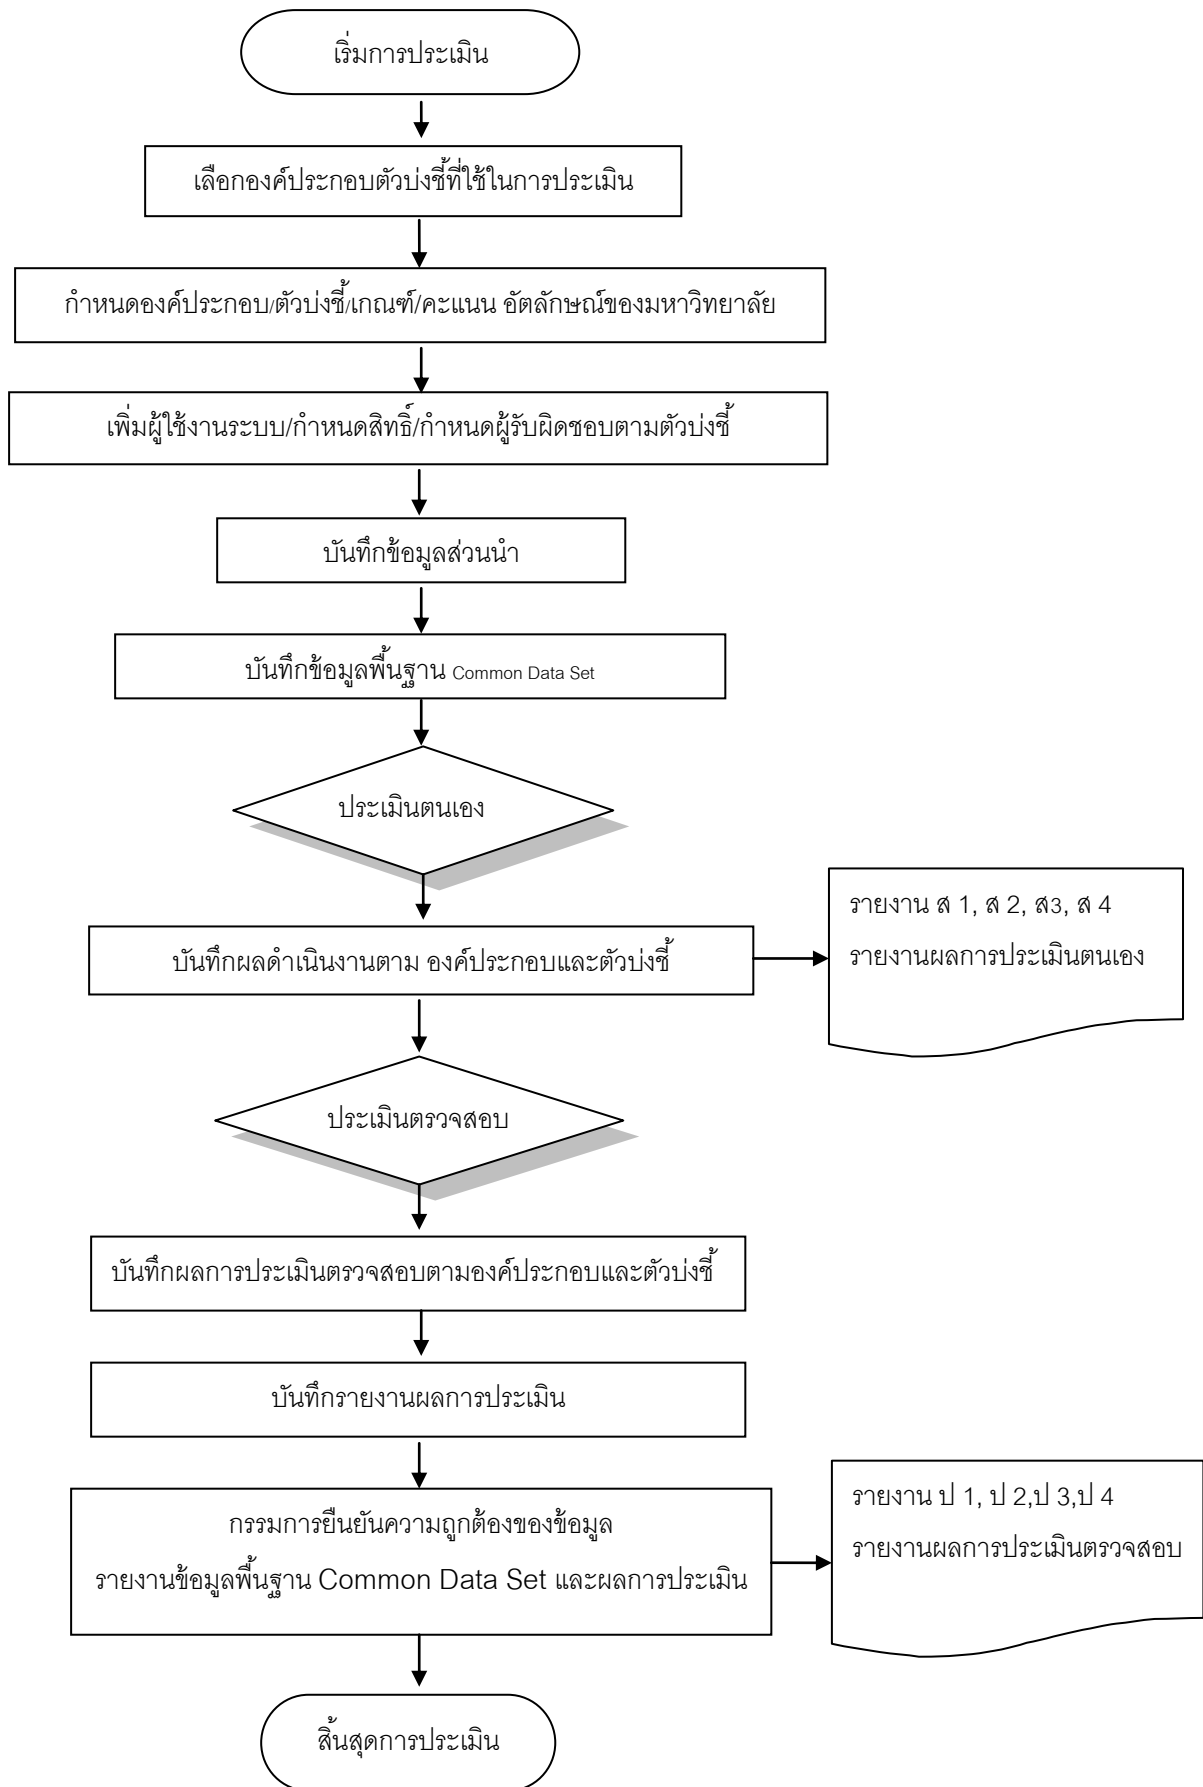 เริ่มการประเมิน
เลือกองค์ประกอบตัวบ่งชี้ที่ใช้ในการประเมิน
กำหนดองค์ประกอบ/ตัวบ่งชี้/เกณฑ์/คะแนน อัตลักษณ์ของมหาวิทยาลัย
เพิ่มผู้ใช้งานระบบ/กำหนดสิทธิ์/กำหนดผู้รับผิดชอบตามตัวบ่งชี้
บันทึกข้อมูลส่วนนำ
บันทึกข้อมูลพื้นฐาน Common Data Set
ประเมินตนเอง
บันทึกผลดำเนินงานตาม องค์ประกอบและตัวบ่งชี้
รายงาน ส 1, ส 2, ส3, ส 4
รายงานผลการประเมินตนเอง
ประเมินตรวจสอบ
บันทึกผลการประเมินตรวจสอบตามองค์ประกอบและตัวบ่งชี้
บันทึกรายงานผลการประเมิน
กรรมการยืนยันความถูกต้องของข้อมูล
รายงานข้อมูลพื้นฐาน Common Data Set และผลการประเมิน
รายงาน ป 1, ป 2,ป 3,ป 4
รายงานผลการประเมินตรวจสอบ
สิ้นสุดการประเมิน